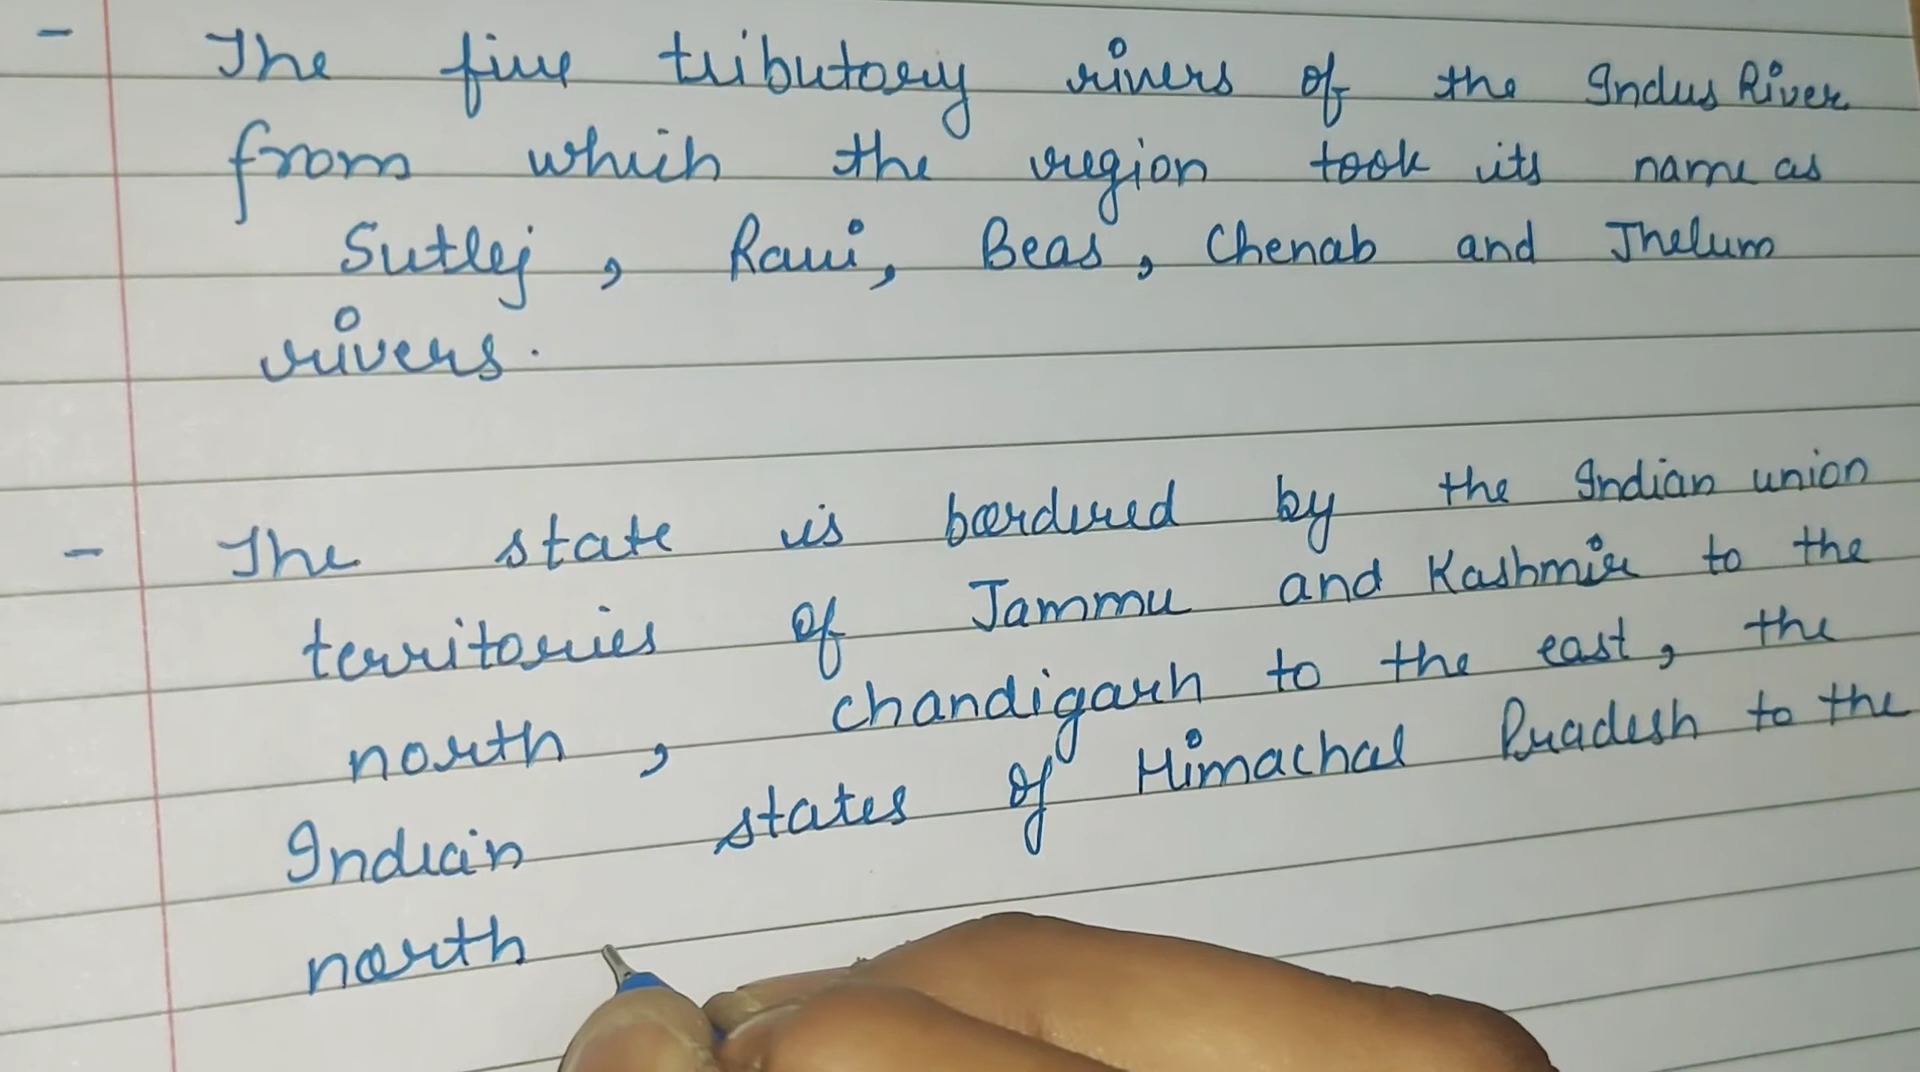 - The five tributory rivers of the Indus River
from which the region took its name as
Sutlej, Ravi, Beas, Chenab and Jhelum
rivers.
- The state is bordered by the Indian union
territories of Jammu and Kashmir to the
north, chandigarh to the east, the
Indian states of Himachal Pradesh to the
north